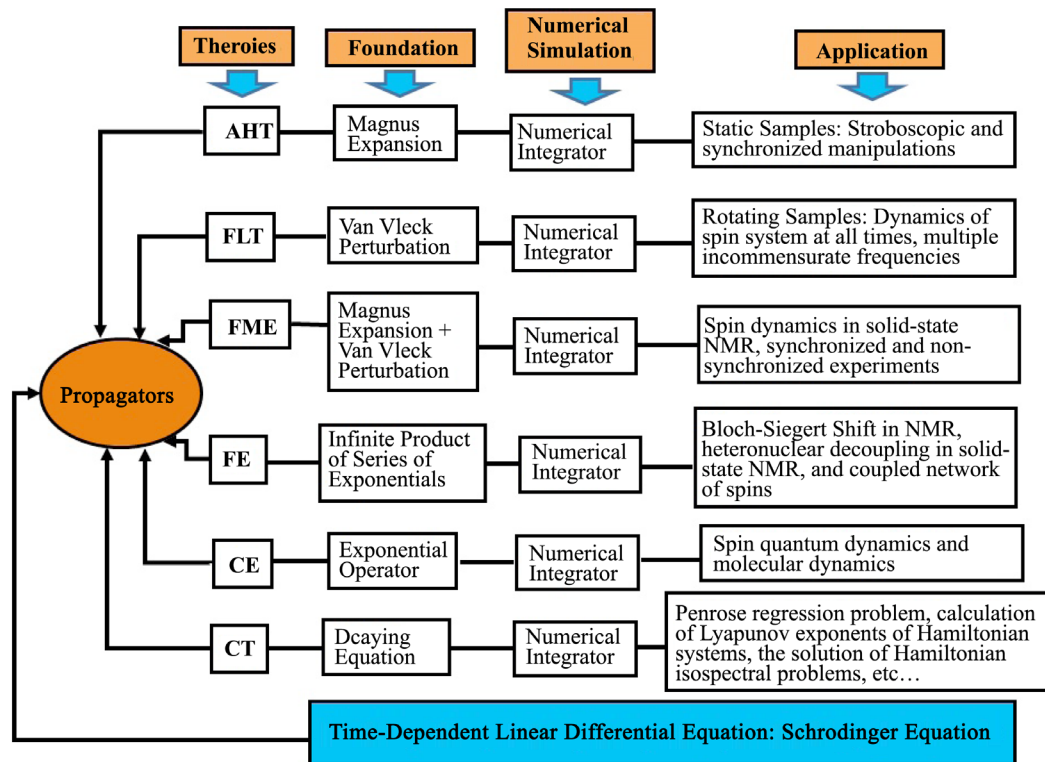 Theroies
Foundation
Numerical
Simulation
Application
AHT
Magnus
Expansion
Numerical
Integrator
Static Samples: Stroboscopic and
synchronized manipulations
FLT
Van Vleck
Perturbation
Numerical
Integrator
Rotating Samples: Dynamics of
spin system at all times, multiple
incommensurate frequencies
FME
Magnus
Expansion +
Van Vleck
Perturbation
Numerical
Integrator
Spin dynamics in solid-state
NMR, synchronized and non-
synchronized experiments
Propagators
FE
Infinite Product
of Series of
Exponentials
Numerical
Integrator
Bloch-Siegert Shift in NMR,
heteronuclear decoupling in solid-
state NMR, and coupled network
of spins
CE
Exponential
Operator
Numerical
Integrator
Spin quantum dynamics and
molecular dynamics
CT
Dcaying
Equation
Numerical
Integrator
Penrose regression problem, calculation
of Lyapunov exponents of Hamiltonian
systems, the solution of Hamiltonian
isospectral problems, etc…
Time-Dependent Linear Differential Equation: Schrodinger Equation